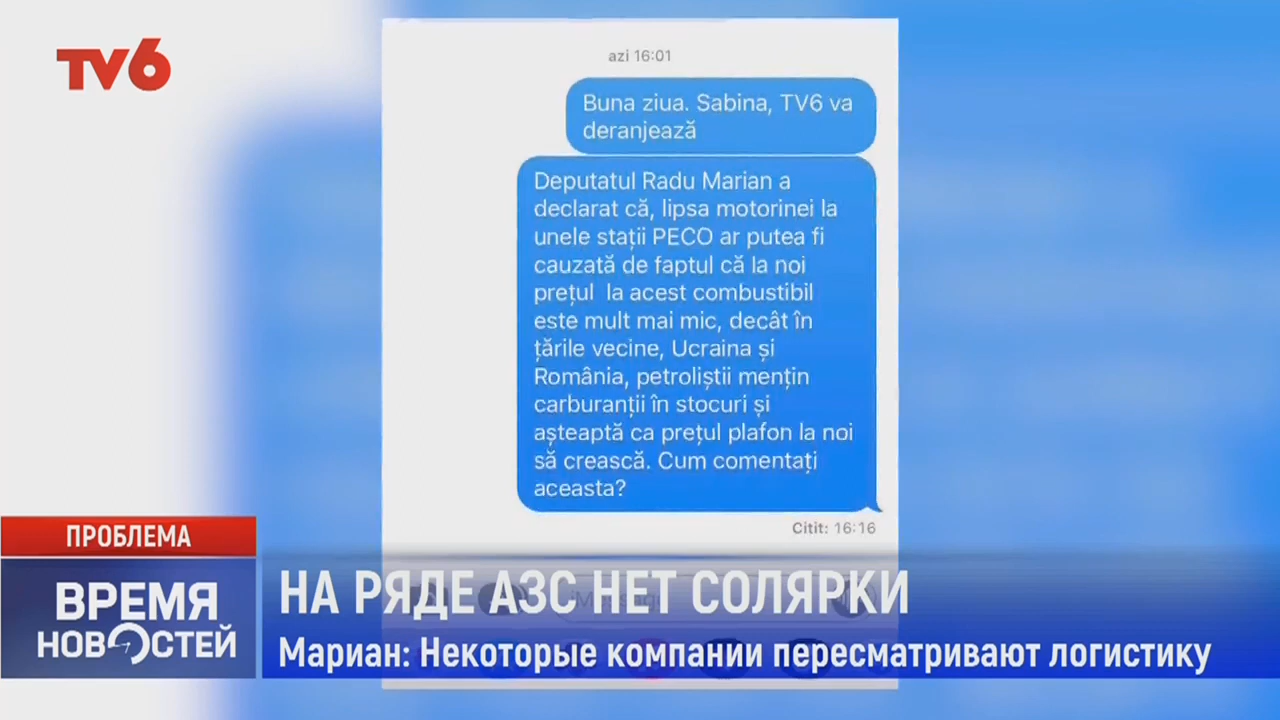 TV6
azi 16:01
Buna ziua. Sabina, TV6 va
deranjează
Deputatul Radu Marian a
declarat că, lipsa motorinei la
unele stații PECO ar putea fi
cauzată de faptul că la noi
prețul  la acest combustibil
este mult mai mic, decât în
țările vecine, Ucraina și
România, petroliștii mențin
carburanții în stocuri și
așteaptă ca prețul plafon la noi
să crească. Cum comentați
aceasta?
Citit: 16:16
ПРОБЛЕМА
ВРЕМЯ
НОВОСТЕЙ
НА РЯДЕ АЗС НЕТ СОЛЯРКИ
Мариан: Некоторые компании пересматривают логистику